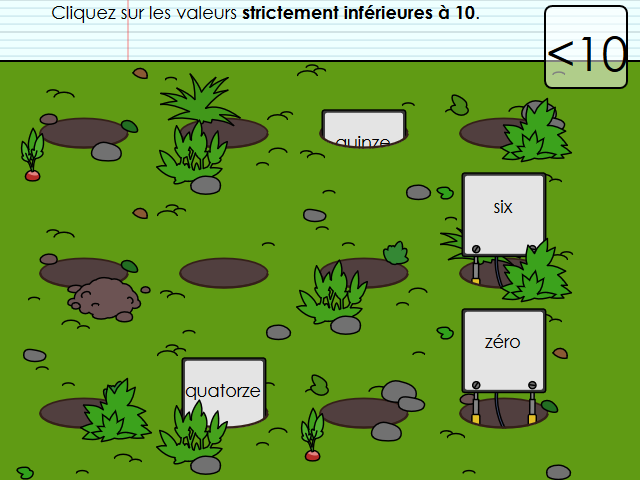 Cliquez sur les valeurs strictement inférieures à 10.
<10
quinze
six
zéro
quatorze